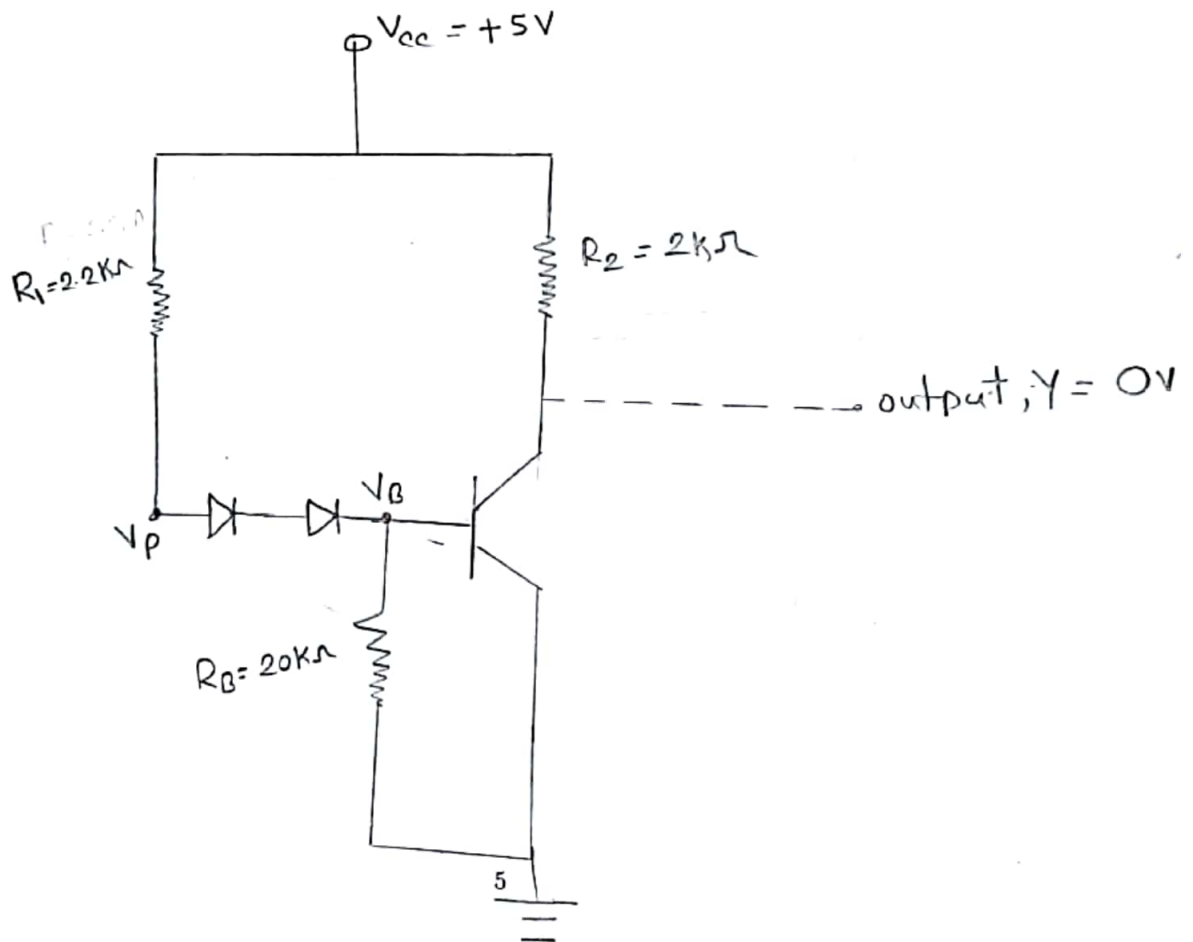 Vcc = +5V
R1=2.2KΩ
R2 = 2KΩ
output, Y = 0V
VB
VP
RB= 20KΩ
5